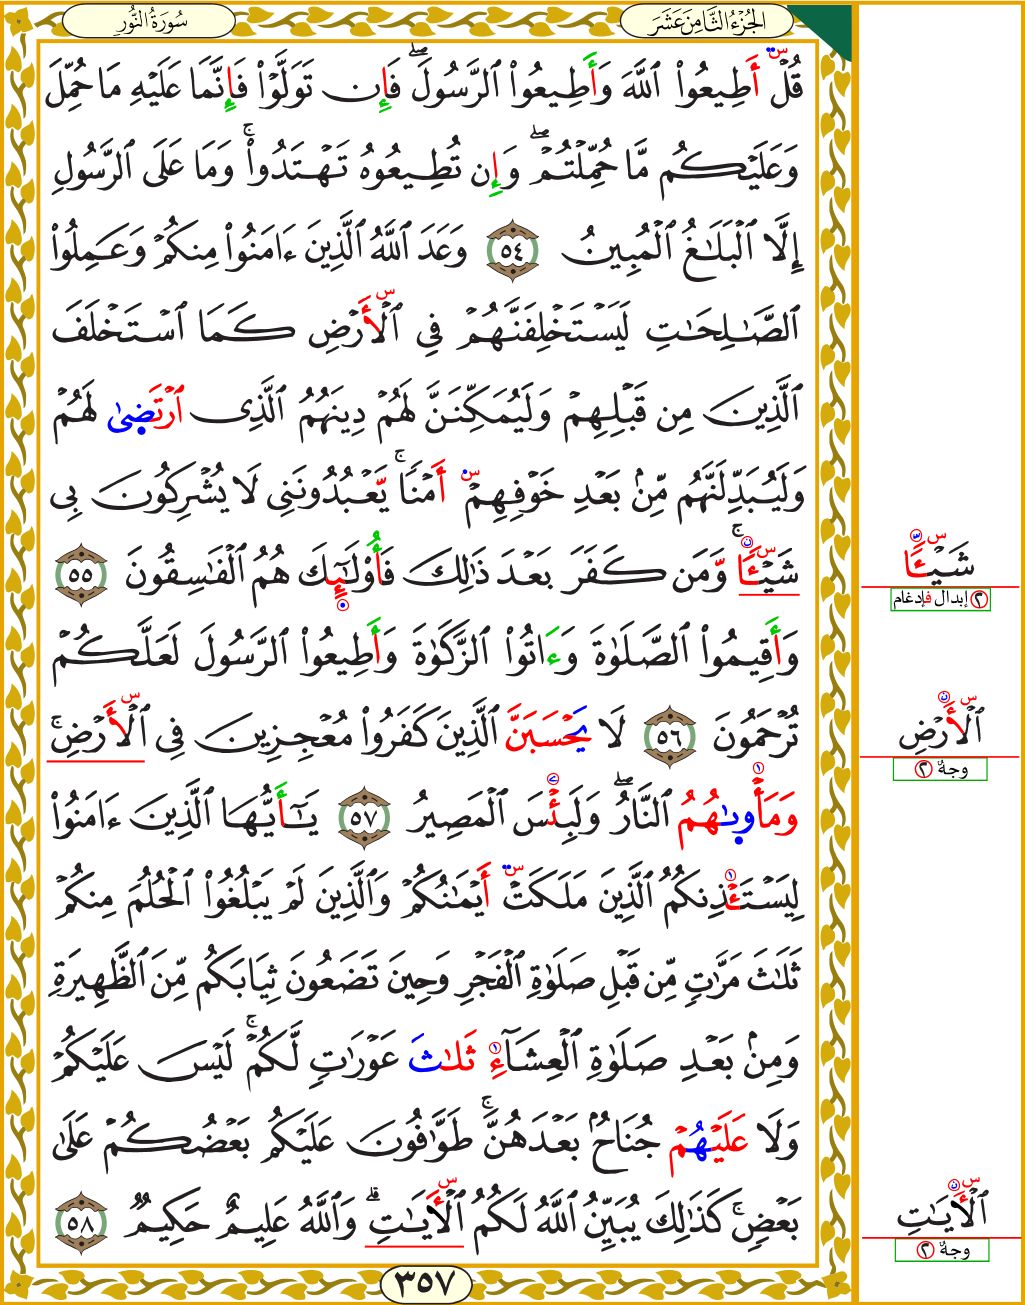 الجُزْءُ الثَّامِنَ عَشَرَ
سُورَةُ النُّورِ
قُلۡ أَطِيعُواْ ٱللَّهَ وَأَطِيعُواْ ٱلرَّسُولَۖ فَإِن تَوَلَّوۡاْ فَإِنَّمَا عَلَيۡهِ مَا حُمِّلَ
وَعَلَيۡكُم مَّا حُمِّلۡتُمۡۖ وَإِن تُطِيعُوهُ تَهۡتَدُواْۚ وَمَا عَلَى ٱلرَّسُولِ
إِلَّا ٱلۡبَلَٰغُ ٱلۡمُبِينُ ٥٤ وَعَدَ ٱللَّهُ ٱلَّذِينَ ءَامَنُواْ مِنكُمۡ وَعَمِلُواْ
ٱلصَّٰلِحَٰتِ لَيَسۡتَخۡلِفَنَّهُمۡ فِي ٱلۡأَرۡضِ كَمَا ٱسۡتَخۡلَفَ
ٱلَّذِينَ مِن قَبۡلِهِمۡ وَلَيُمَكِّنَنَّ لَهُمۡ دِينَهُمُ ٱلَّذِي ٱرۡتَضٜىٰ لَهُمۡ
وَلَيُبَدِّلَنَّهُم مِّنۢ بَعۡدِ خَوۡفِهِمۡ أَمۡنٗاۚ يَعۡبُدُونَنِي لَا يُشۡرِكُونَ بِي
شَيۡـٔٗاۚ وَّمَن كَفَرَ بَعۡدَ ذَٰلِكَ فَأُوْلَٰٓئِكَ هُمُ ٱلۡفَٰسِقُونَ ٥٥
وَأَقِيمُواْ ٱلصَّلَوٰةَ وَءَاتُواْ ٱلزَّكَوٰةَ وَأَطِيعُواْ ٱلرَّسُولَ لَعَلَّكُمۡ
تُرۡحَمُونَ ٥٦ لَا يَحۡسَبَنَّ ٱلَّذِينَ كَفَرُواْ مُعۡجِزِينَ فِي ٱلۡأَرۡضِۚ
وَمَأۡوٜىٰهُمُ ٱلنَّارُۖ وَلَبِئۡسَ ٱلۡمَصِيرُ ٥٧ يَٰٓأَيُّهَا ٱلَّذِينَ ءَامَنُواْ
لِيَسۡتَـٔۡذِنكُمُ ٱلَّذِينَ مَلَكَتۡ أَيۡمَٰنُكُمۡ وَٱلَّذِينَ لَمۡ يَبۡلُغُواْ ٱلۡحُلُمَ مِنكُمۡ
ثَلَٰثَ مَرَّٰتٖ مِّن قَبۡلِ صَلَوٰةِ ٱلۡفَجۡرِ وَحِينَ تَضَعُونَ ثِيَابَكُم مِّنَ ٱلظَّهِيرَةِ
وَمِنۢ بَعۡدِ صَلَوٰةِ ٱلۡعِشَآءِ ثَلَٰثَ عَوۡرَٰتٖ لَّكُمۡۚ لَيۡسَ عَلَيۡكُمۡ
وَلَا عَلَيۡهُمۡ جُنَاحُۢ بَعۡدَهُنَّۚ طَوَّٰفُونَ عَلَيۡكُم بَعۡضُكُمۡ عَلَىٰ
بَعۡضٖۚ كَذَٰلِكَ يُبَيِّنُ ٱللَّهُ لَكُمُ ٱلۡأٓيَٰتِۗ وَٱللَّهُ عَلِيمٌ حَكِيمٞ ٥٨
٣٥٧
شَيۡـٔٗا
٢ إبدال فإدغام
ٱلۡأَرۡضِ
وجهٌ ٢
ٱلۡأٓيَٰتِ
وجهٌ ٢